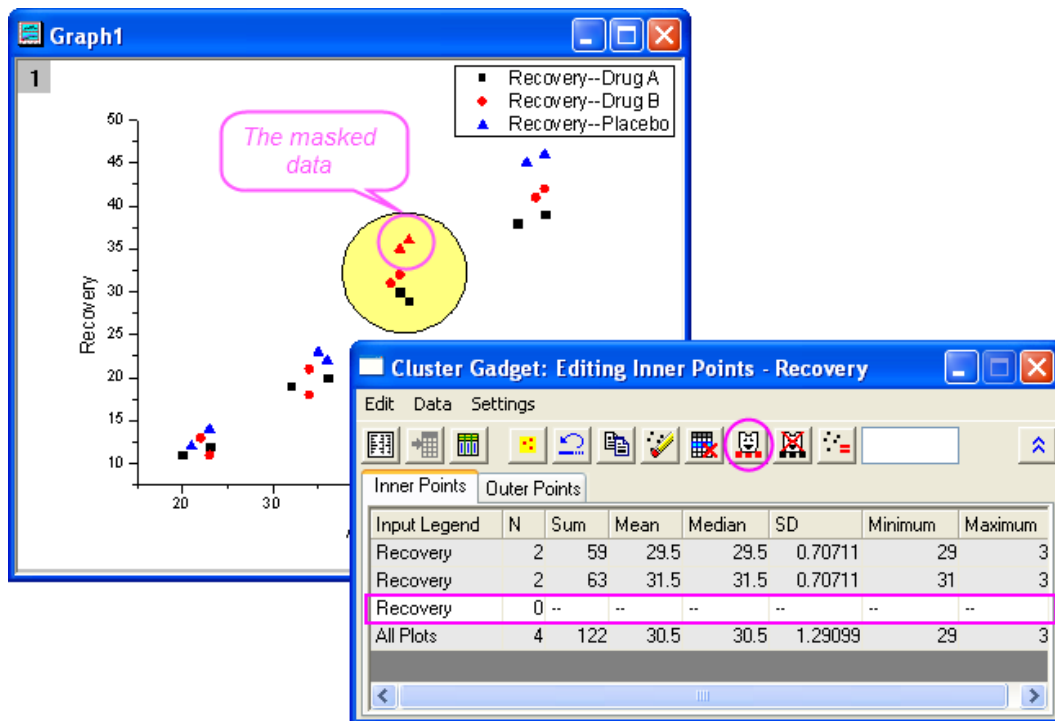 Graph1
1
Recovery--Drug A
Recovery--Drug B
Recovery--Placebo
The masked
data
50
45
40
35
30
25
20
15
10
Recovery
20
30
Cluster Gadget: Editing Inner Points - Recovery
Edit Data Settings
Inner Points Outer Points
Input Legend N Sum Mean Median SD Minimum Maximum
Recovery 2 59 29.5 29.5 0.70711 29 3
Recovery 2 63 31.5 31.5 0.70711 31 3
Recovery 0 -- -- -- -- -- --
All Plots 4 122 30.5 30.5 1.29099 29 3